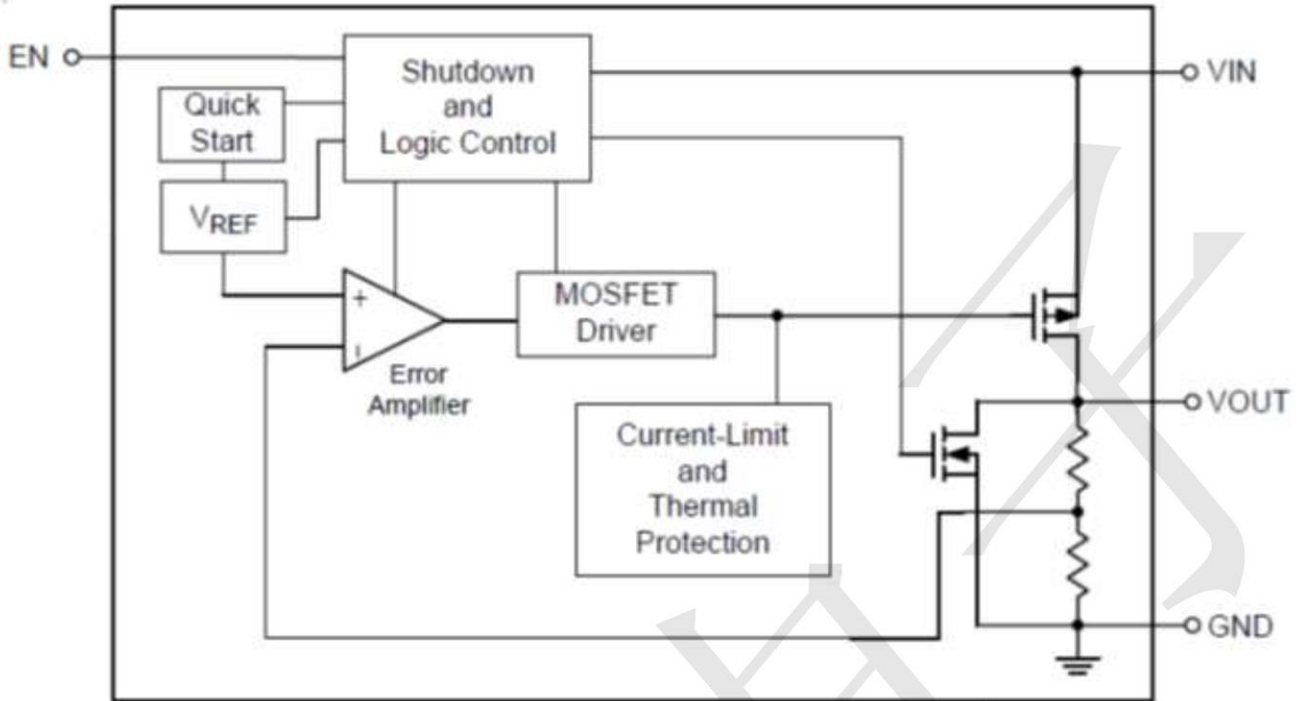 EN
Shutdown
and
Logic Control
VIN
Quick
Start
VREF
+
MOSFET
Driver
Error
Amplifier
VOUT
Current-Limit
and
Thermal
Protection
GND